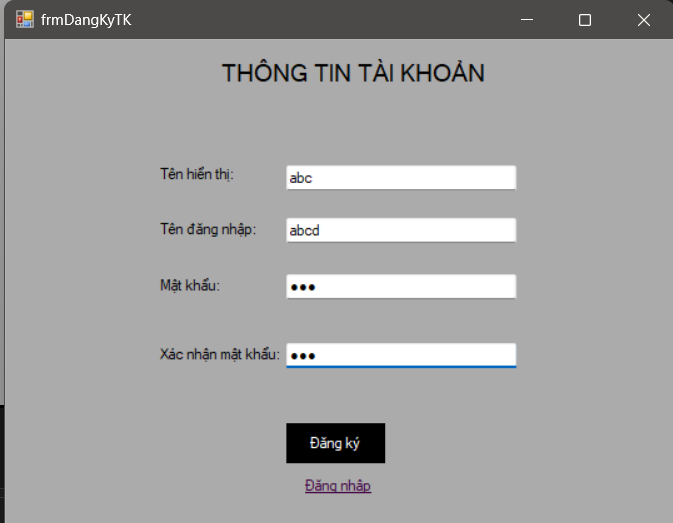 frmDangKyTK
THÔNG TIN TÀI KHOẢN
Tên hiển thị: abc
Tên đăng nhập: abcd
Mật khẩu: ●●●
Xác nhận mật khẩu: ●●●
Đăng ký
Đăng nhập